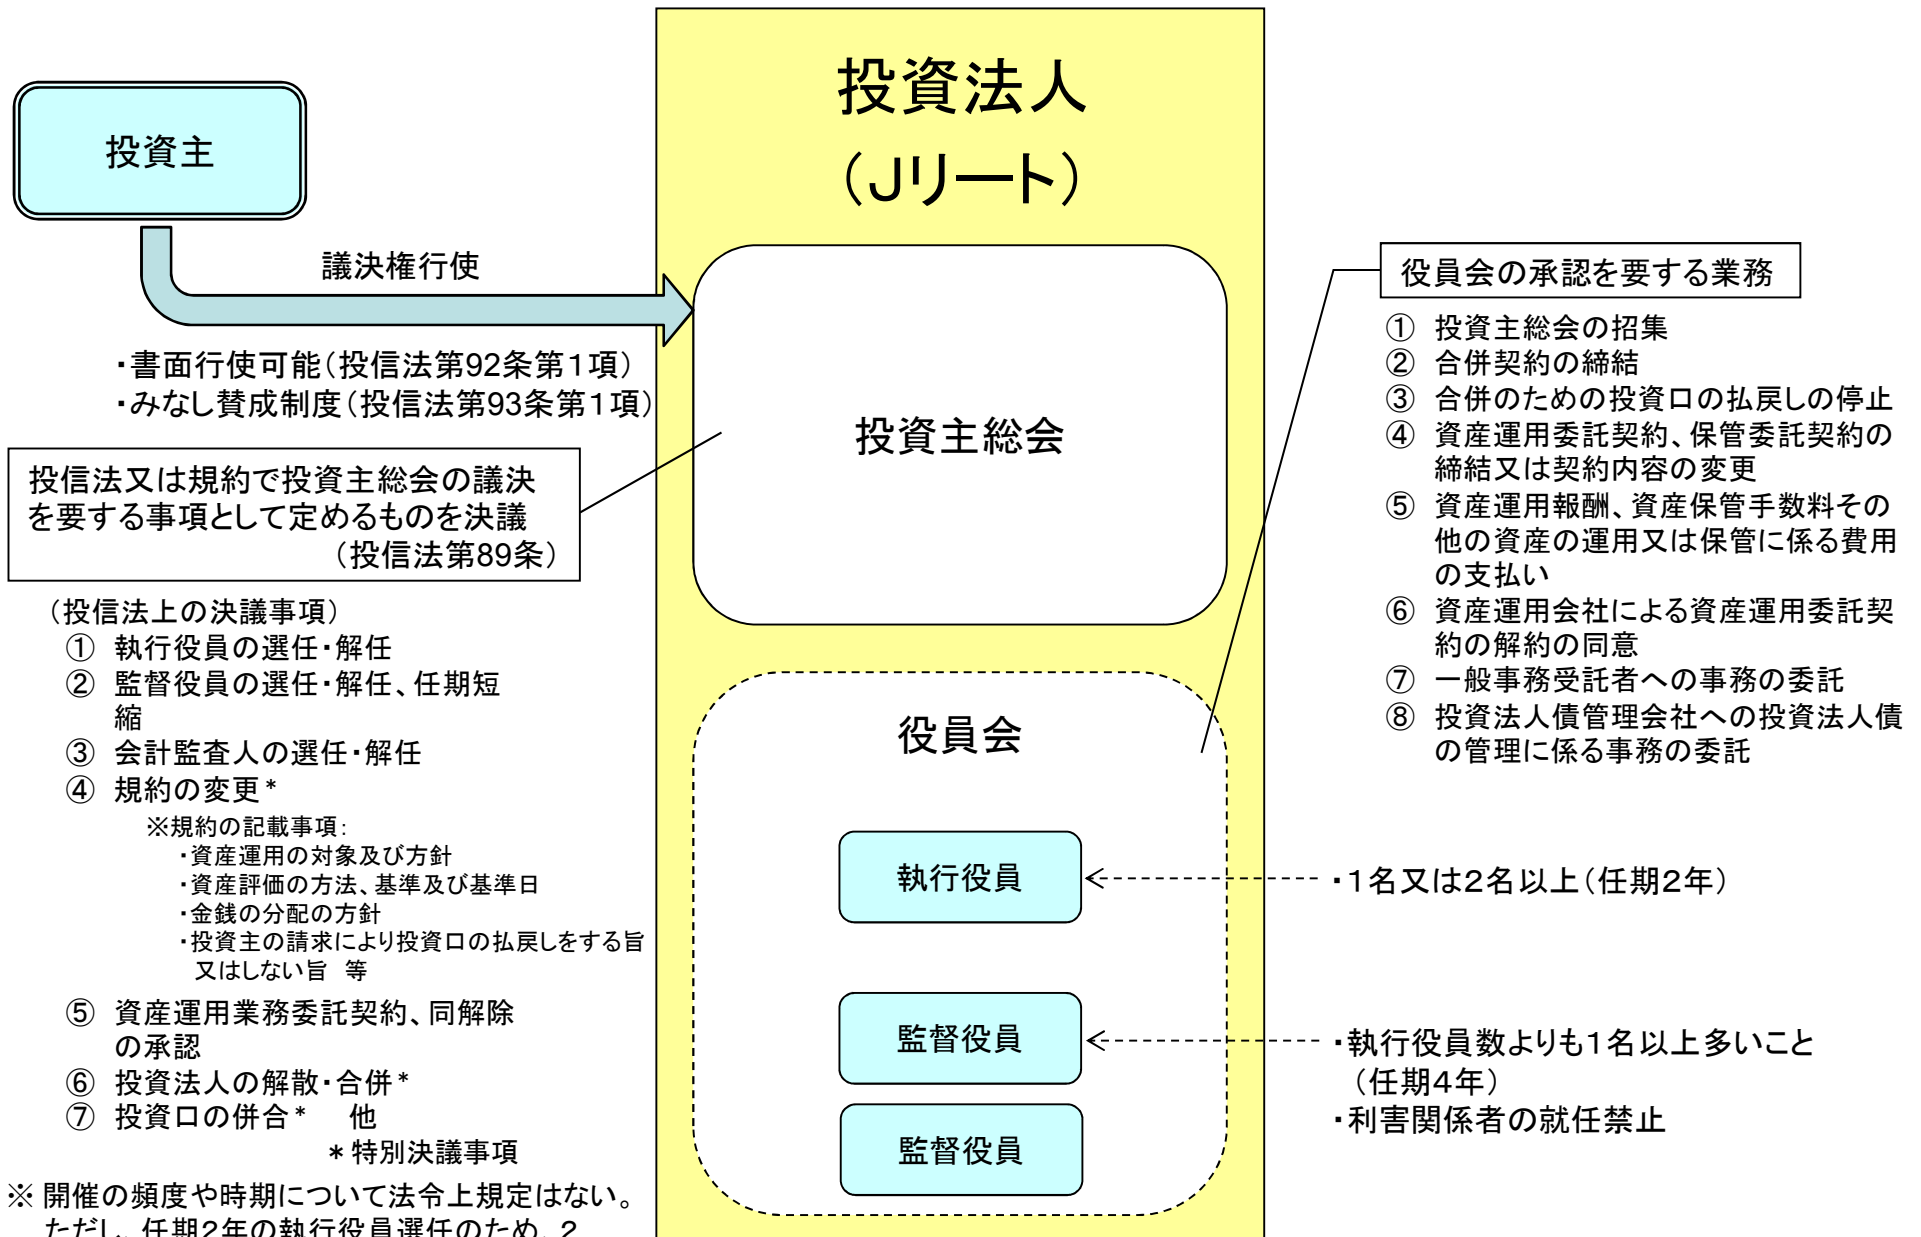 投資法人
（Jリート）
投資主
議決権行使
・書面行使可能（投信法第92条第1項）
・みなし賛成制度（投信法第93条第1項）
投信法又は規約で投資主総会の議決
を要する事項として定めるものを決議
（投信法第89条）
（投信法上の決議事項）
① 執行役員の選任・解任
② 監督役員の選任・解任、任期短
縮
③ 会計監査人の選任・解任
④ 規約の変更*
※規約の記載事項：
・資産運用の対象及び方針
・資産評価の方法、基準及び基準日
・金銭の分配の方針
・投資主の請求により投資口の払戻しをする旨
又はしない旨 等
⑤ 資産運用業務委託契約、同解除
の承認
⑥ 投資法人の解散・合併*
⑦ 投資口の併合* 他
*特別決議事項
※ 開催の頻度や時期について法令上規定はない。
ただし、任期2年の執行役員選任のため、2
投資主総会
役員会
執行役員
監督役員
監督役員
役員会の承認を要する業務
① 投資主総会の招集
② 合併契約の締結
③ 合併のための投資口の払戻しの停止
④ 資産運用委託契約、保管委託契約の
締結又は契約内容の変更
⑤ 資産運用報酬、資産保管手数料その
他の資産の運用又は保管に係る費用
の支払い
⑥ 資産運用会社による資産運用委託契
約の解約の同意
⑦ 一般事務受託者への事務の委託
⑧ 投資法人債管理会社への投資法人債
の管理に係る事務の委託
・1名又は2名以上（任期2年）
・執行役員数よりも1名以上多いこと
（任期4年）
・利害関係者の就任禁止